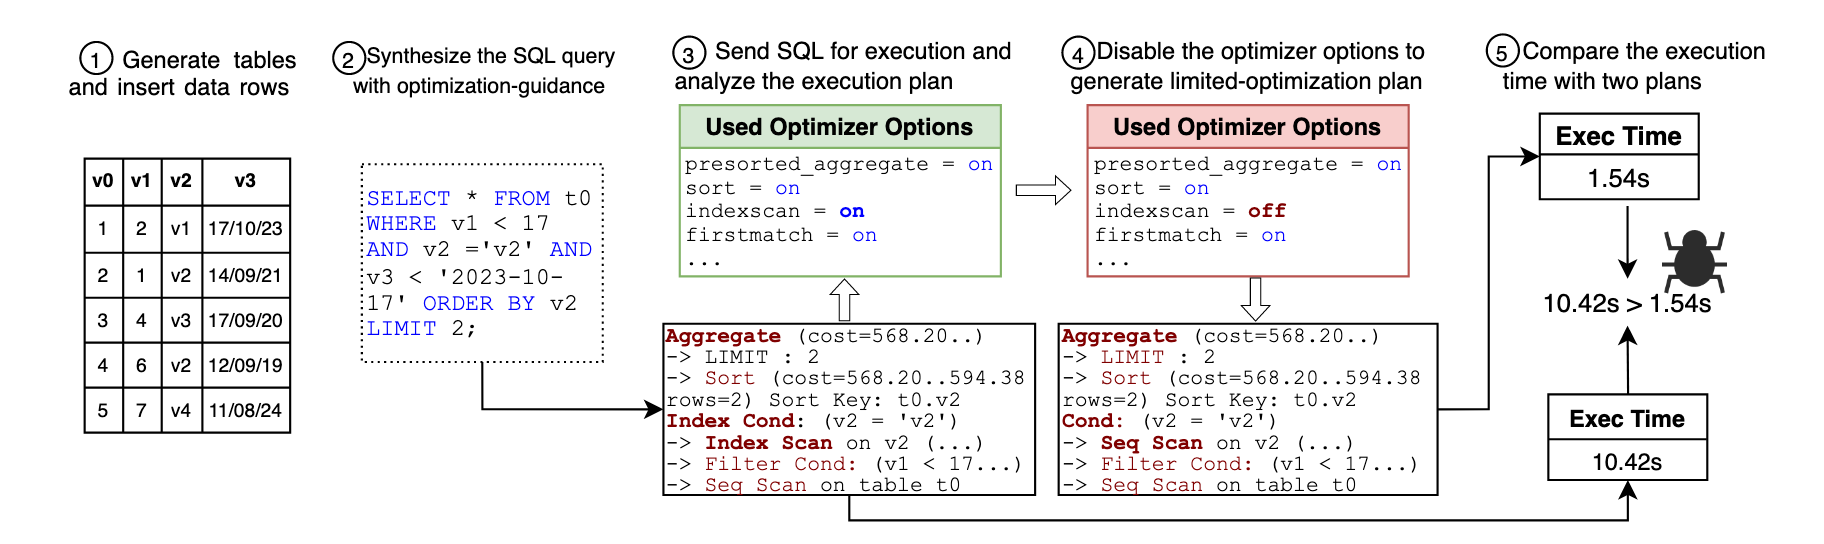 1 Generate tables
and insert data rows
v0 v1 v2 v3
1 2 v1 17/10/23
2 1 v2 14/09/21
3 4 v3 17/09/20
4 6 v2 12/09/19
5 7 v4 11/08/24
2 Synthesize the SQL query
with optimization-guidance
SELECT * FROM t0
WHERE v1 < 17
AND v2 ='v2' AND
v3 < '2023-10-
17' ORDER BY v2
LIMIT 2;
3 Send SQL for execution and
analyze the execution plan
Used Optimizer Options
presorted_aggregate = on
sort = on
indexscan = on
firstmatch = on
...
Aggregate (cost=568.20..)
-> LIMIT : 2
-> Sort (cost=568.20..594.38
rows=2) Sort Key: t0.v2
Index Cond: (v2 = 'v2')
-> Index Scan on v2 (...)
-> Filter Cond: (v1 < 17...)
-> Seq Scan on table t0
4 Disable the optimizer options to
generate limited-optimization plan
Used Optimizer Options
presorted_aggregate = on
sort = on
indexscan = off
firstmatch = on
...
Aggregate (cost=568.20..)
-> LIMIT : 2
-> Sort (cost=568.20..594.38
rows=2) Sort Key: t0.v2
Cond: (v2 = 'v2')
-> Seq Scan on v2 (...)
-> Filter Cond: (v1 < 17...)
-> Seq Scan on table t0
5 Compare the execution
time with two plans
Exec Time
1.54s
10.42s > 1.54s
Exec Time
10.42s